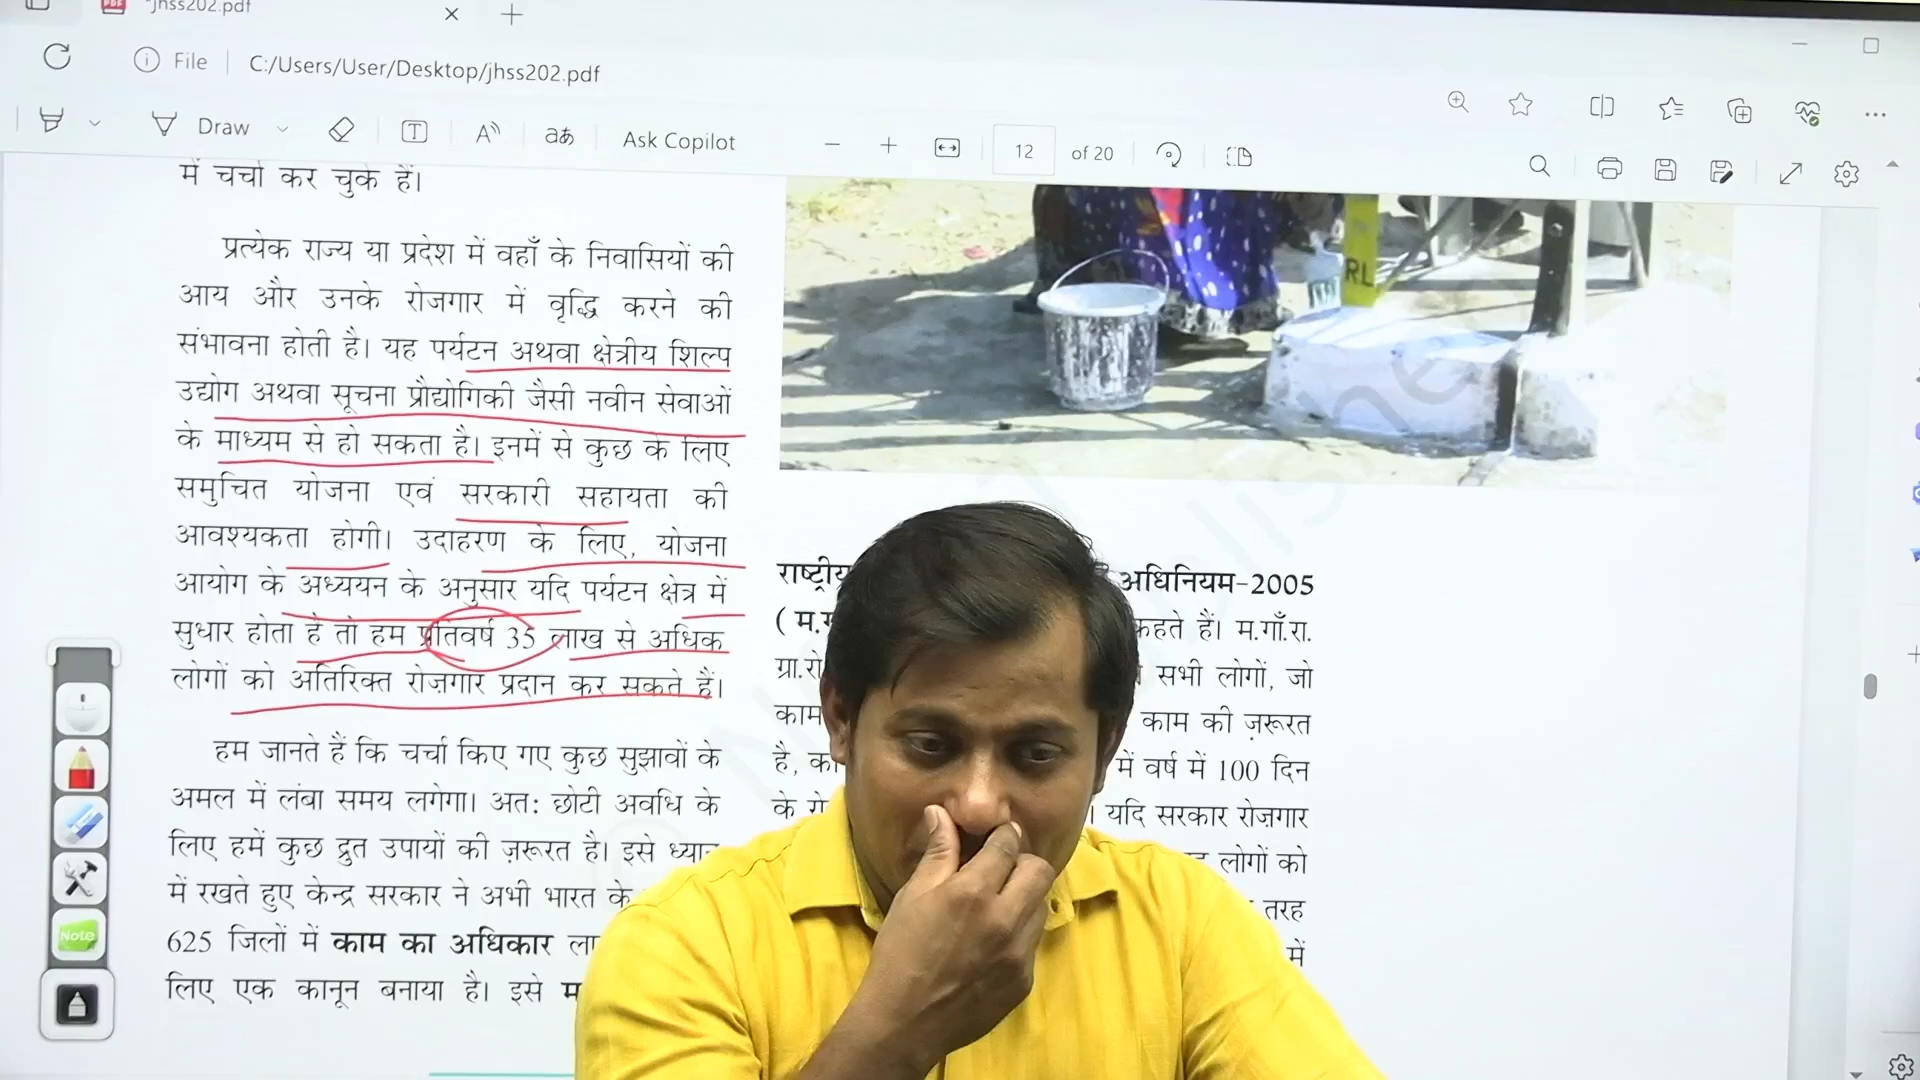 *jhss202.pdf
File
C:/Users/User/Desktop/jhss202.pdf
Draw
Ask Copilot
12 of 20
में चर्चा कर चुके हैं।
प्रत्येक राज्य या प्रदेश में वहाँ के निवासियों की
आय और उनके रोजगार में वृद्धि करने की
संभावना होती है। यह पर्यटन अथवा क्षेत्रीय शिल्प
उद्योग अथवा सूचना प्रौद्योगिकी जैसी नवीन सेवाओं
के माध्यम से हो सकता है। इनमें से कुछ के लिए
समुचित योजना एवं सरकारी सहायता की
आवश्यकता होगी। उदाहरण के लिए, योजना
आयोग के अध्ययन के अनुसार यदि पर्यटन क्षेत्र में
सुधार होता है तो हम प्रतिवर्ष 35 लाख से अधिक
लोगों को अतिरिक्त रोज़गार प्रदान कर सकते हैं।
हम जानते हैं कि चर्चा किए गए कुछ सुझावों के
अमल में लंबा समय लगेगा। अतः छोटी अवधि के
लिए हमें कुछ द्रुत उपायों की ज़रूरत है। इसे
में रखते हुए केन्द्र सरकार ने अभी भारत के
625 जिलों में काम का अधिकार
लिए एक कानून बनाया है। इसे
RL
अधिनियम-2005
कहते हैं। म.गाँ.रा.
सभी लोगों, जो
काम काम की ज़रूरत
है, में वर्ष में 100 दिन
के यदि सरकार रोज़गार
लोगों को
तरह
में
Note